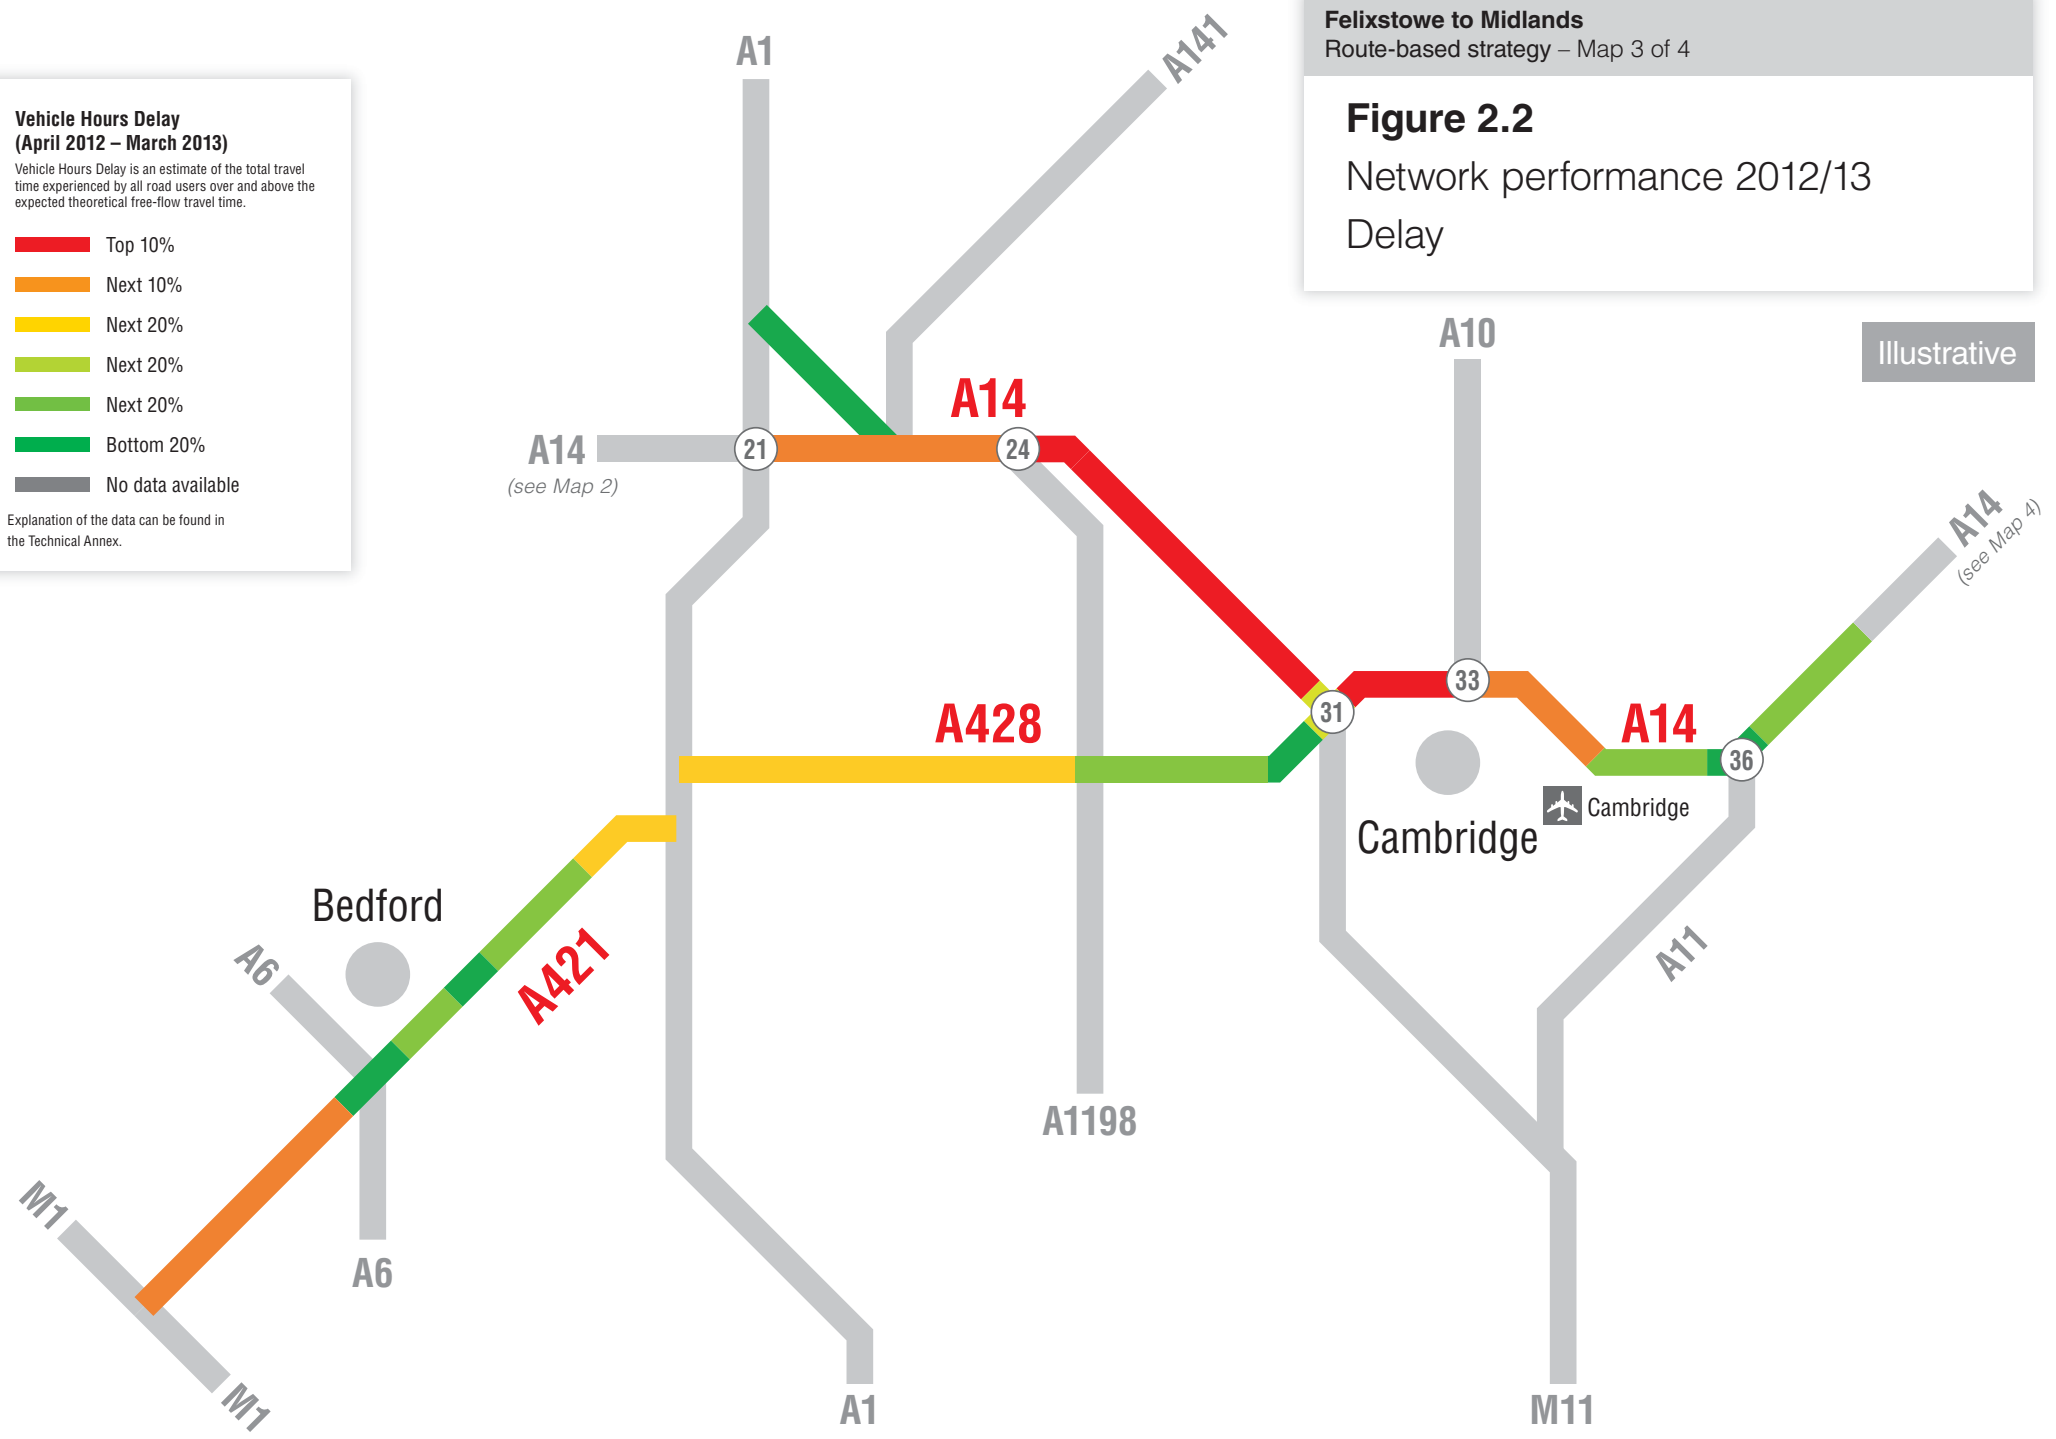 Felixstowe to Midlands
Route-based strategy – Map 3 of 4
Figure 2.2
Network performance 2012/13
Delay
Illustrative
Vehicle Hours Delay
(April 2012 – March 2013)
Vehicle Hours Delay is an estimate of the total travel
time experienced by all road users over and above the
expected theoretical free-flow travel time.
Top 10%
Next 10%
Next 20%
Next 20%
Next 20%
Bottom 20%
No data available
Explanation of the data can be found in
the Technical Annex.
A1
A141
A10
A14
A14
(see Map 2)
21
24
A14
(see Map 4)
33
31
A428
A14
36
Cambridge
Cambridge
Bedford
A6
A421
A11
A1198
M1
A6
M1
A1
M11